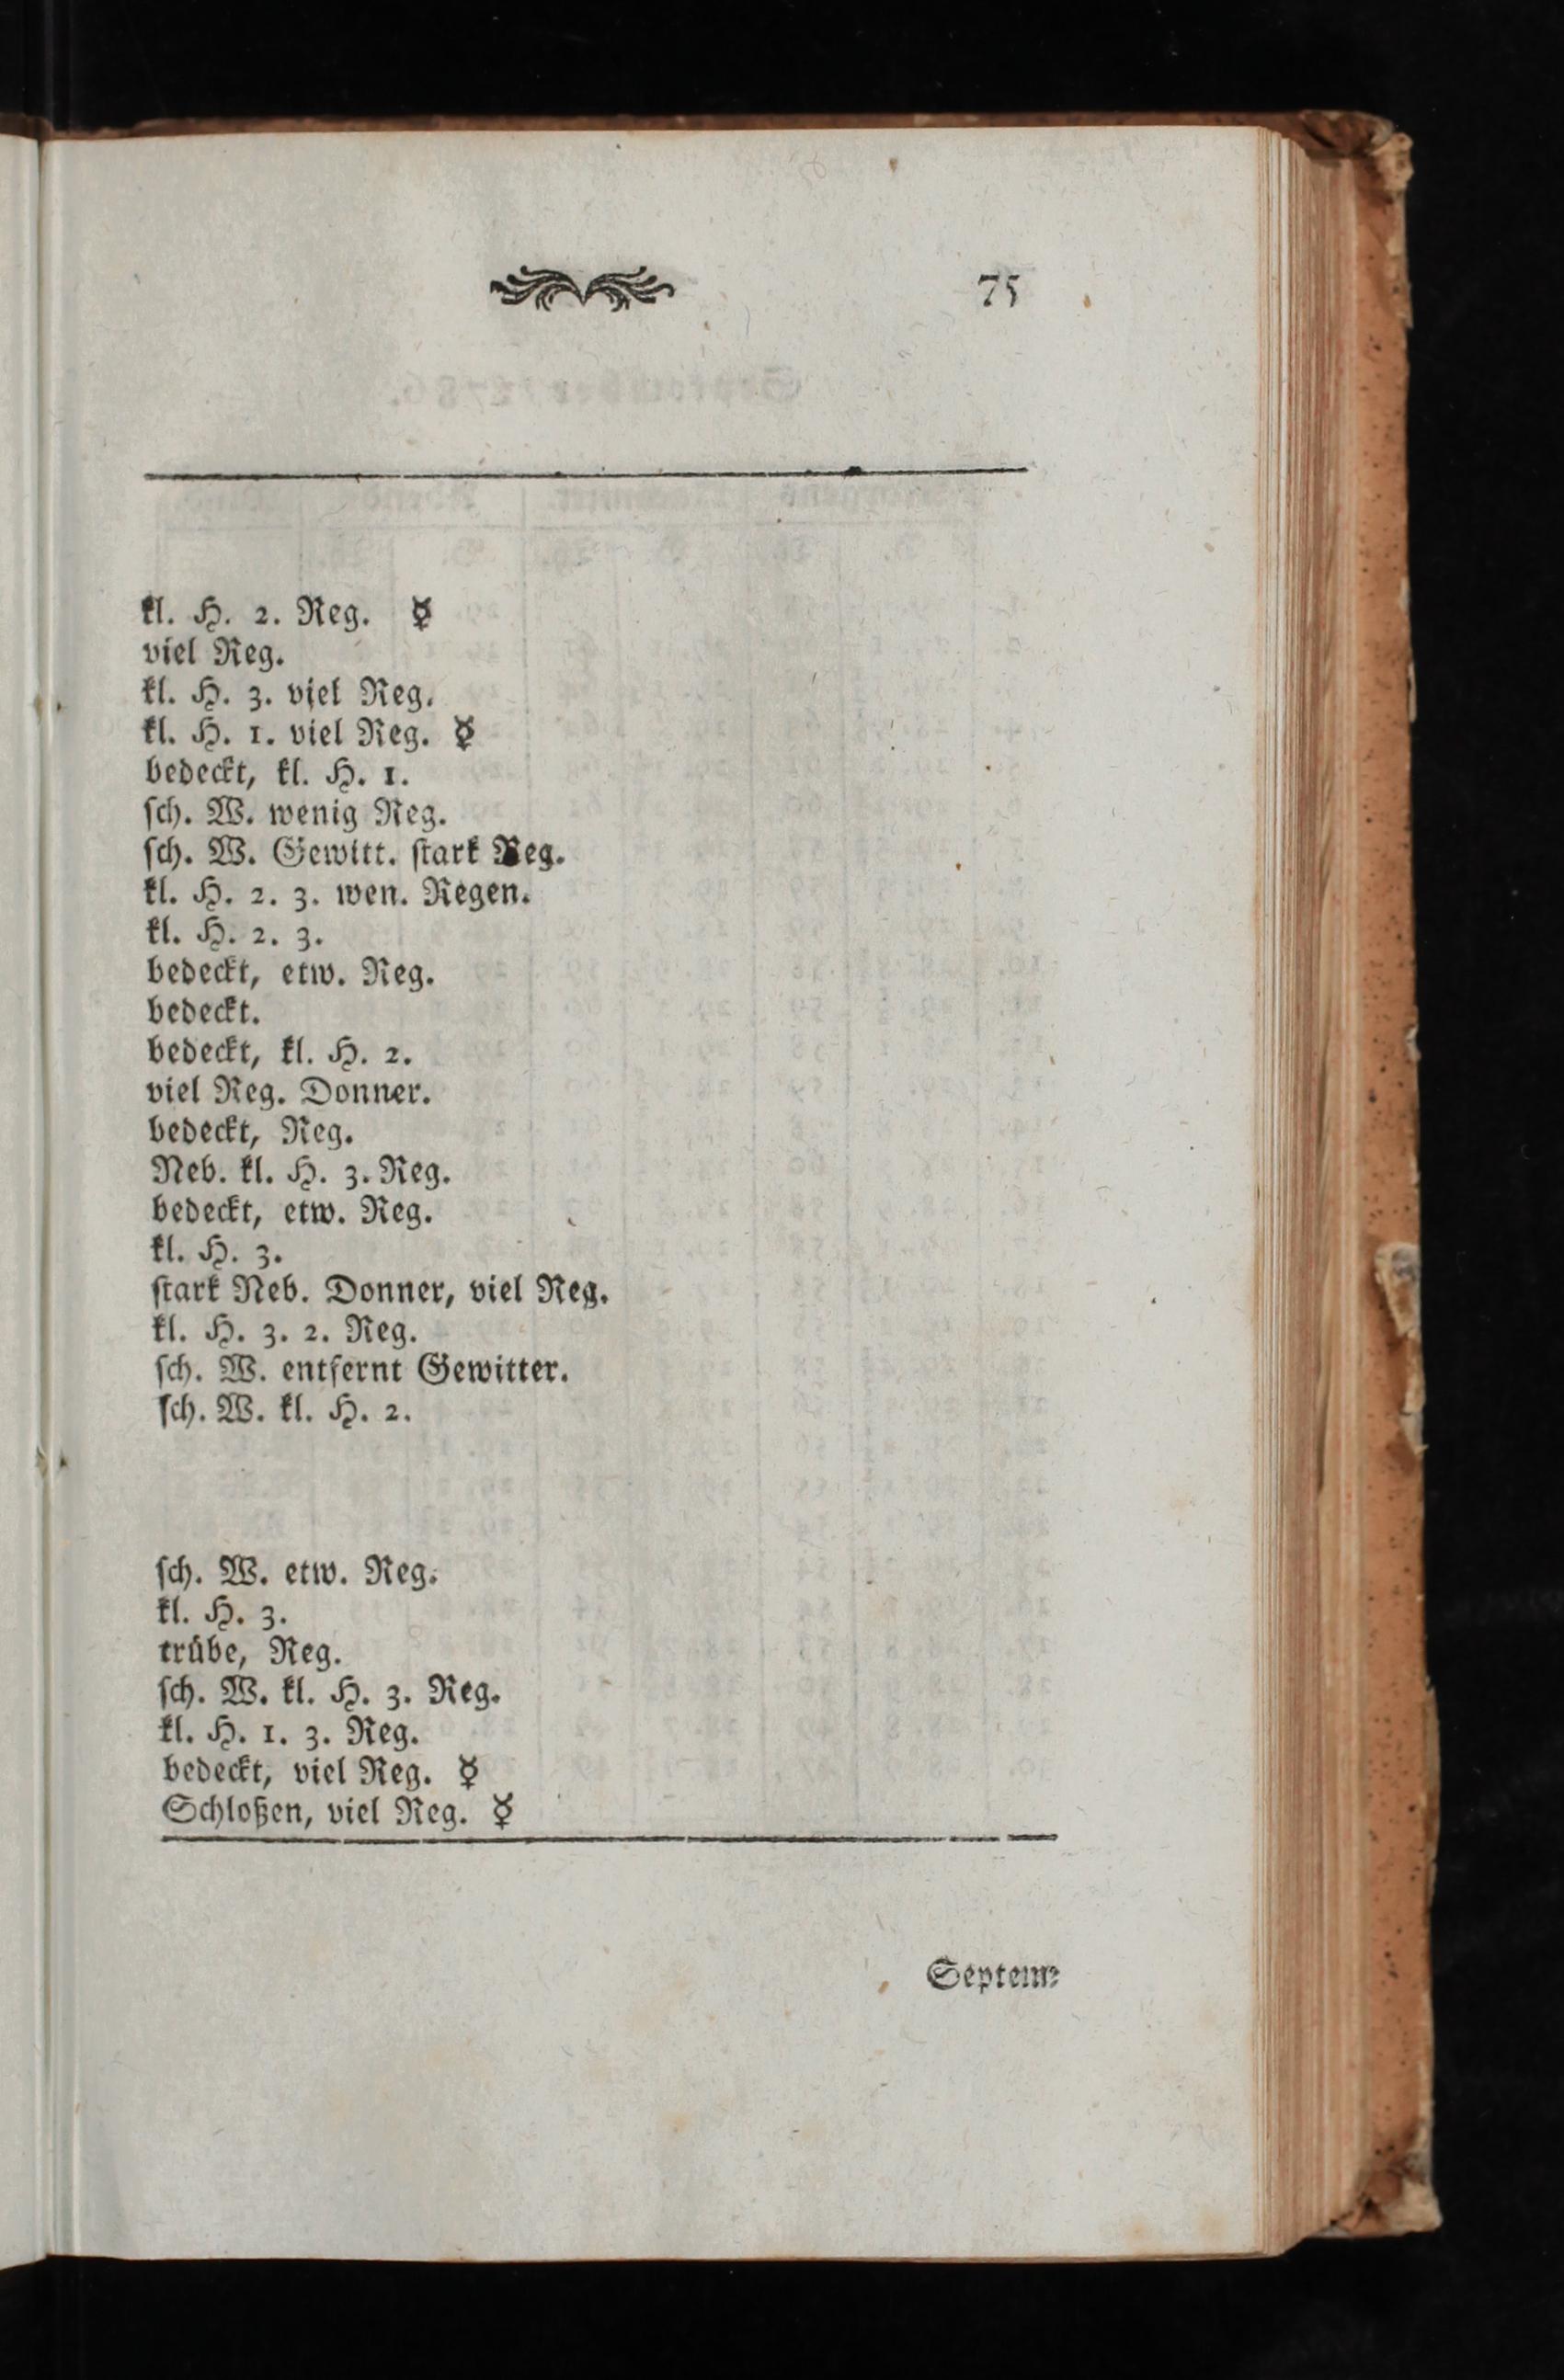 75
kl. H. 2. Reg. ☿
viel Reg.
kl. H. 3. viel Reg.
kl. H. 1. viel Reg. ☿
bedeckt, kl. H. 1.
ſch. W. wenig Reg.
ſch. W. Gewitt. ſtark Reg.
kl. H. 2. 3. wen. Regen.
kl. H. 2. 3.
bedeckt, etw. Reg.
bedeckt.
bedeckt, kl. H. 2.
viel Reg. Donner.
bedeckt, Reg.
Neb. kl. H. 3. Reg.
bedeckt, etw. Reg.
kl. H. 3.
ſtark Neb. Donner, viel Reg.
kl. H. 3. 2. Reg.
ſch. W. entfernt Gewitter.
ſch. W. kl. H. 2.
ſch. W. etw. Reg.
kl. H. 3.
trübe, Reg.
ſch. W. kl. H. 3. Reg.
kl. H. 1. 3. Reg.
bedeckt, viel Reg. ☿
Schloßen, viel Reg. ☿
Septem⸗